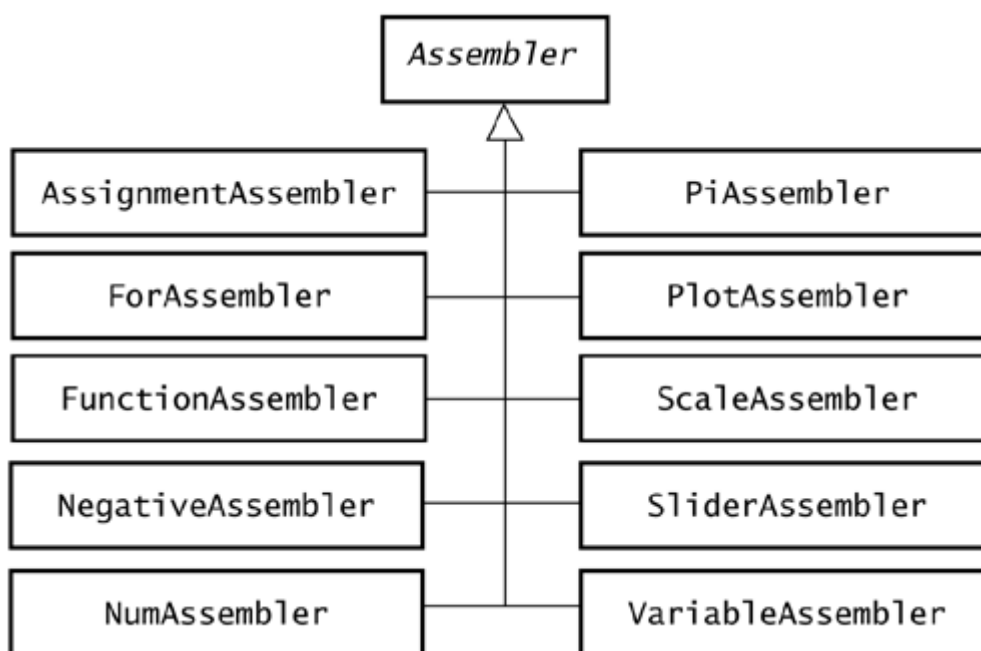 Assembler
AssignmentAssembler
PiAssembler
ForAssembler
PlotAssembler
FunctionAssembler
ScaleAssembler
NegativeAssembler
SliderAssembler
NumAssembler
VariableAssembler